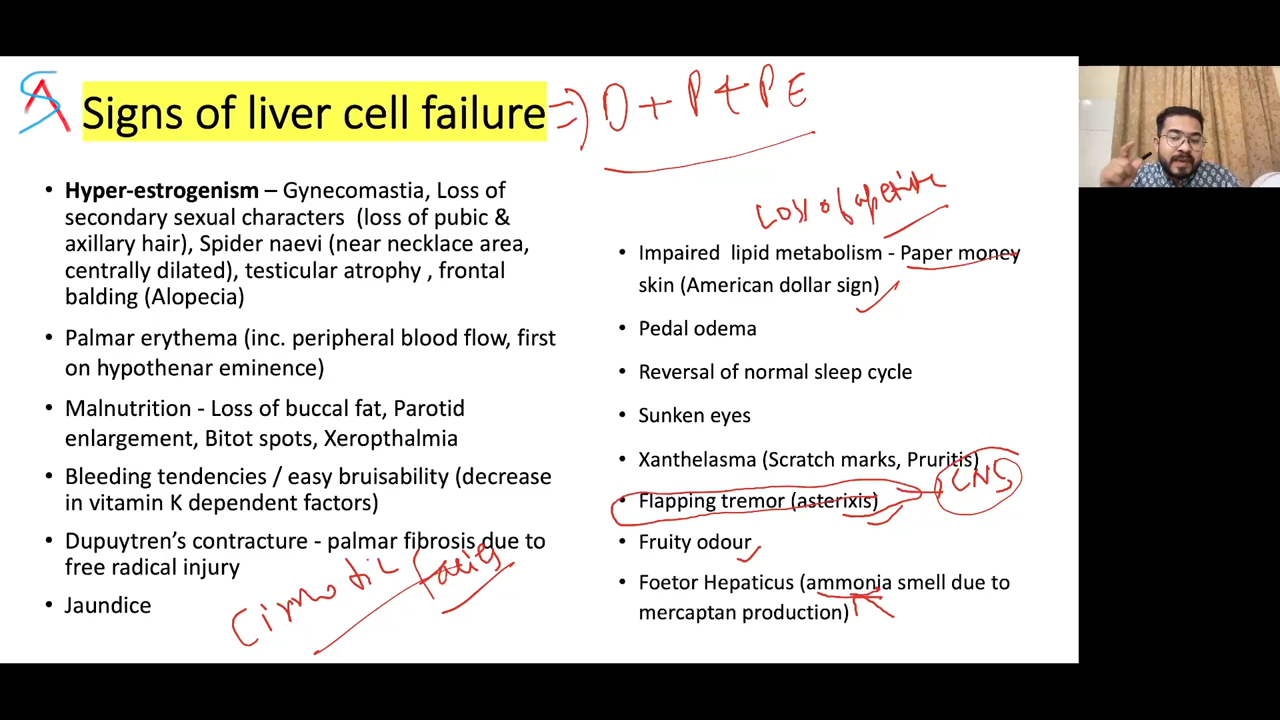 SA
Signs of liver cell failure => D + P + PE
• Hyper-estrogenism – Gynecomastia, Loss of
secondary sexual characters (loss of pubic &
axillary hair), Spider naevi (near necklace area,
centrally dilated), testicular atrophy , frontal
balding (Alopecia)
• Palmar erythema (inc. peripheral blood flow, first
on hypothenar eminence)
• Malnutrition - Loss of buccal fat, Parotid
enlargement, Bitot spots, Xeropthalmia
• Bleeding tendencies / easy bruisability (decrease
in vitamin K dependent factors)
• Dupuytren’s contracture - palmar fibrosis due to
free radical injury
• Jaundice
Cirrhotic facies
Loss of apetite
• Impaired lipid metabolism - Paper money
skin (American dollar sign)
• Pedal odema
• Reversal of normal sleep cycle
• Sunken eyes
• Xanthelasma (Scratch marks, Pruritis)
• Flapping tremor (asterixis) CNS
• Fruity odour
• Foetor Hepaticus (ammonia smell due to
mercaptan production)